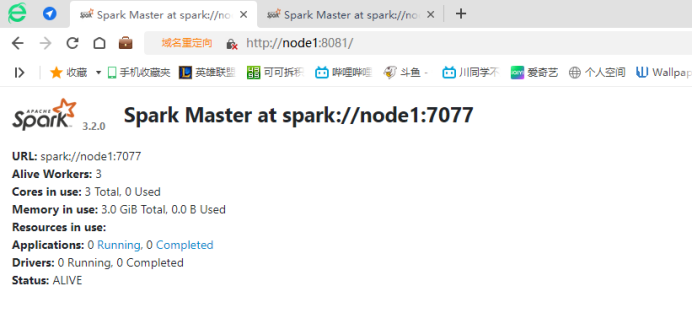 Spark Master at spark://no
Spark Master at spark://node
域名重定向 http://node1:8081/
收藏 手机收藏夹 英雄联盟 可可拆积 哔哩哔哩 斗鱼 - 川同学不 爱奇艺 个人空间 Wallpap
APACHE Spark 3.2.0 Spark Master at spark://node1:7077
URL: spark://node1:7077
Alive Workers: 3
Cores in use: 3 Total, 0 Used
Memory in use: 3.0 GiB Total, 0.0 B Used
Resources in use:
Applications: 0 Running, 0 Completed
Drivers: 0 Running, 0 Completed
Status: ALIVE